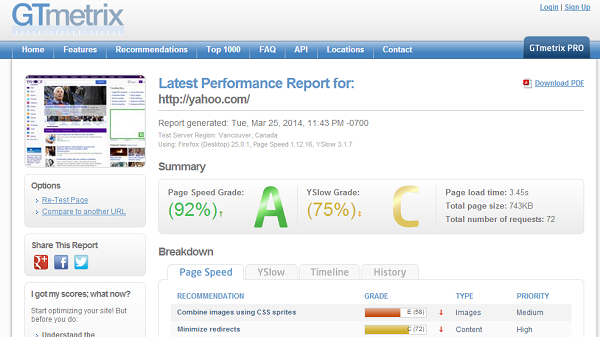 GTmetrix
Login | Sign Up
Home Features Recommendations Top 1000 FAQ API Locations Contact GTmetrix PRO
Latest Performance Report for:
http://yahoo.com/
Download PDF
Report generated: Tue, Mar 25, 2014, 11:43 PM -0700
Test Server Region: Vancouver, Canada
Using: Firefox (Desktop) 25.0.1, Page Speed 1.12.16, YSlow 3.1.7
Summary
Page Speed Grade:
(92%)↑
A
YSlow Grade:
(75%)↕
C
Page load time: 3.45s
Total page size: 743KB
Total number of requests: 72
Options
Re-Test Page
Compare to another URL
Share This Report
I got my scores; what now?
Start optimizing your site! But
before you do:
Understand the
Breakdown
Page Speed YSlow Timeline History
RECOMMENDATION GRADE TYPE PRIORITY
Combine images using CSS sprites E (58) ↓ Images Medium
Minimize redirects C (72) ↓ Content High